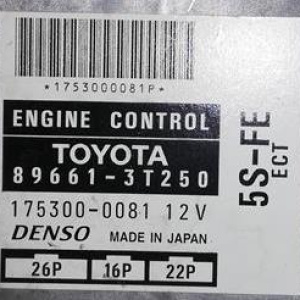 *1753000081P*
ENGINE CONTROL
TOYOTA
89661-3T250
175300-0081 12V
DENSO MADE IN JAPAN
26P 16P 22P
5S-FE
ECT